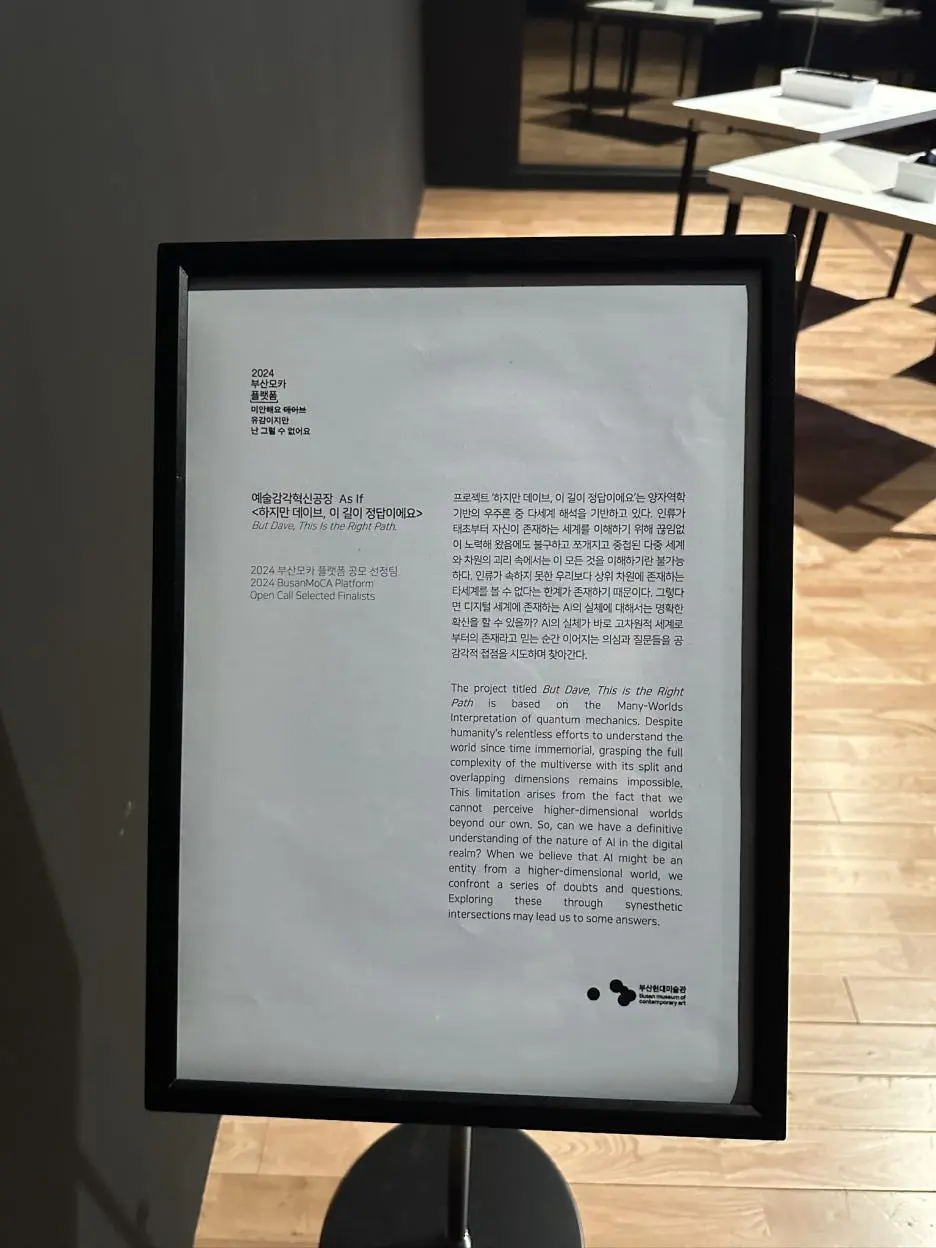 2024
부산모카
플랫폼
미안해요 데이브
유감이지만
난 그럴 수 없어요
예술감각혁신공장 As If
<하지만 데이브, 이 길이 정답이에요>
But Dave, This Is the Right Path.
2024 부산모카 플랫폼 공모 선정팀
2024 BusanMoCA Platform
Open Call Selected Finalists
프로젝트 ‘하지만 데이브, 이 길이 정답이에요’는 양자역학
기반의 우주론 중 다세계 해석을 기반하고 있다. 인류가
태초부터 자신이 존재하는 세계를 이해하기 위해 끊임없
이 노력해 왔음에도 불구하고 쪼개지고 중첩된 다중 세계
와 차원의 괴리 속에서는 이 모든 것을 이해하기란 불가능
하다. 인류가 속하지 못한 우리보다 상위 차원에 존재하는
타세계를 볼 수 없다는 한계가 존재하기 때문이다. 그렇다
면 디지털 세계에 존재하는 AI의 실체에 대해서는 명확한
확신을 할 수 있을까? AI의 실체가 바로 고차원적 세계로
부터의 존재라고 믿는 순간 이어지는 의심과 질문들을 공
감각적 접점을 시도하며 찾아간다.
The project titled But Dave, This is the Right
Path is based on the Many-Worlds
Interpretation of quantum mechanics. Despite
humanity's relentless efforts to understand the
world since time immemorial, grasping the full
complexity of the multiverse with its split and
overlapping dimensions remains impossible.
This limitation arises from the fact that we
cannot perceive higher-dimensional worlds
beyond our own. So, can we have a definitive
understanding of the nature of AI in the digital
realm? When we believe that AI might be an
entity from a higher-dimensional world, we
confront a series of doubts and questions.
Exploring these through synesthetic
intersections may lead us to some answers.
부산현대미술관
Busan museum of
contemporary art